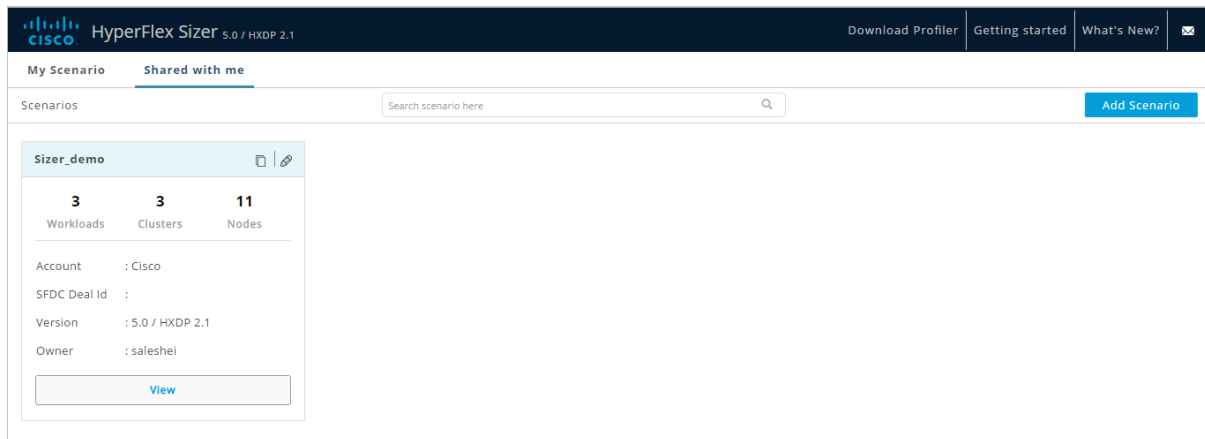 CISCO HyperFlex Sizer 5.0 / HXDP 2.1 Download Profiler Getting started What's New?
My Scenario Shared with me
Scenarios Search scenario here Add Scenario
Sizer_demo
3 3 11
Workloads Clusters Nodes
Account : Cisco
SFDC Deal Id :
Version : 5.0 / HXDP 2.1
Owner : saleshei
View